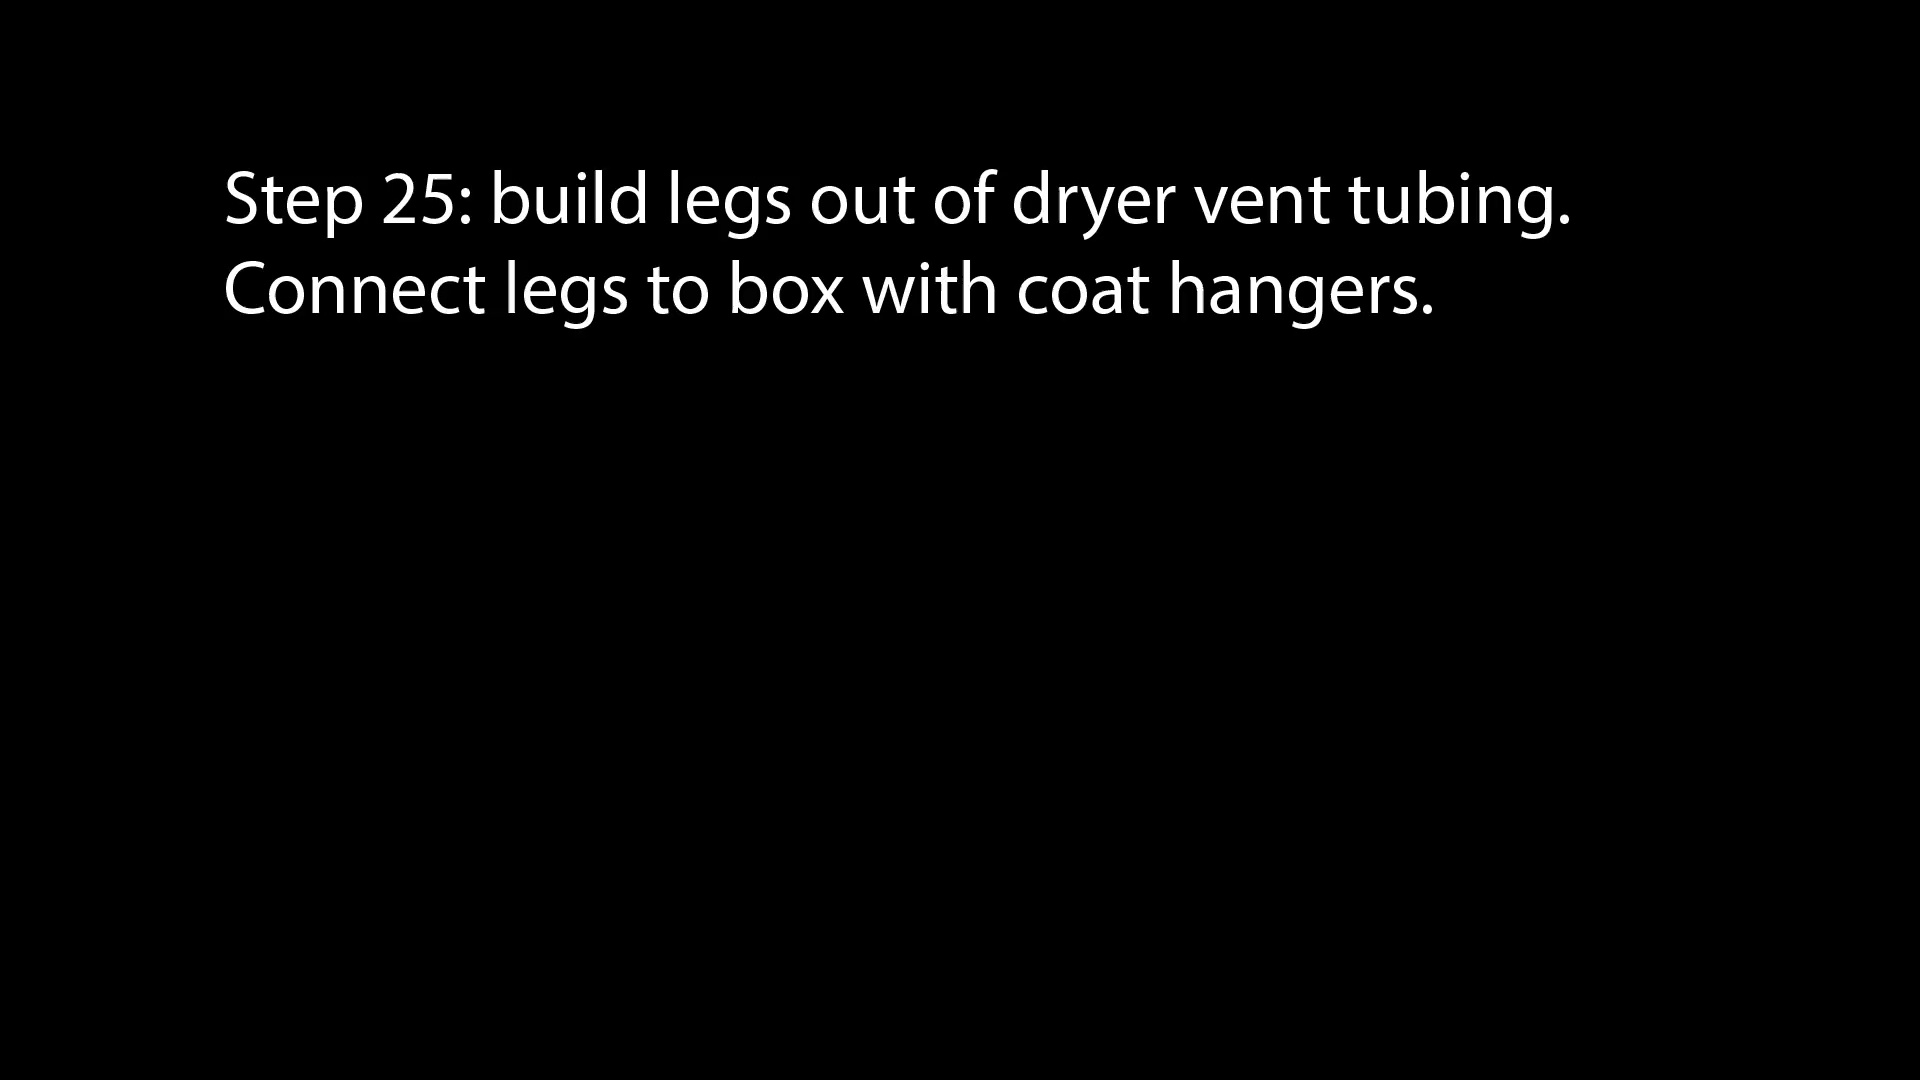 Step 25: build legs out of dryer vent tubing.
Connect legs to box with coat hangers.